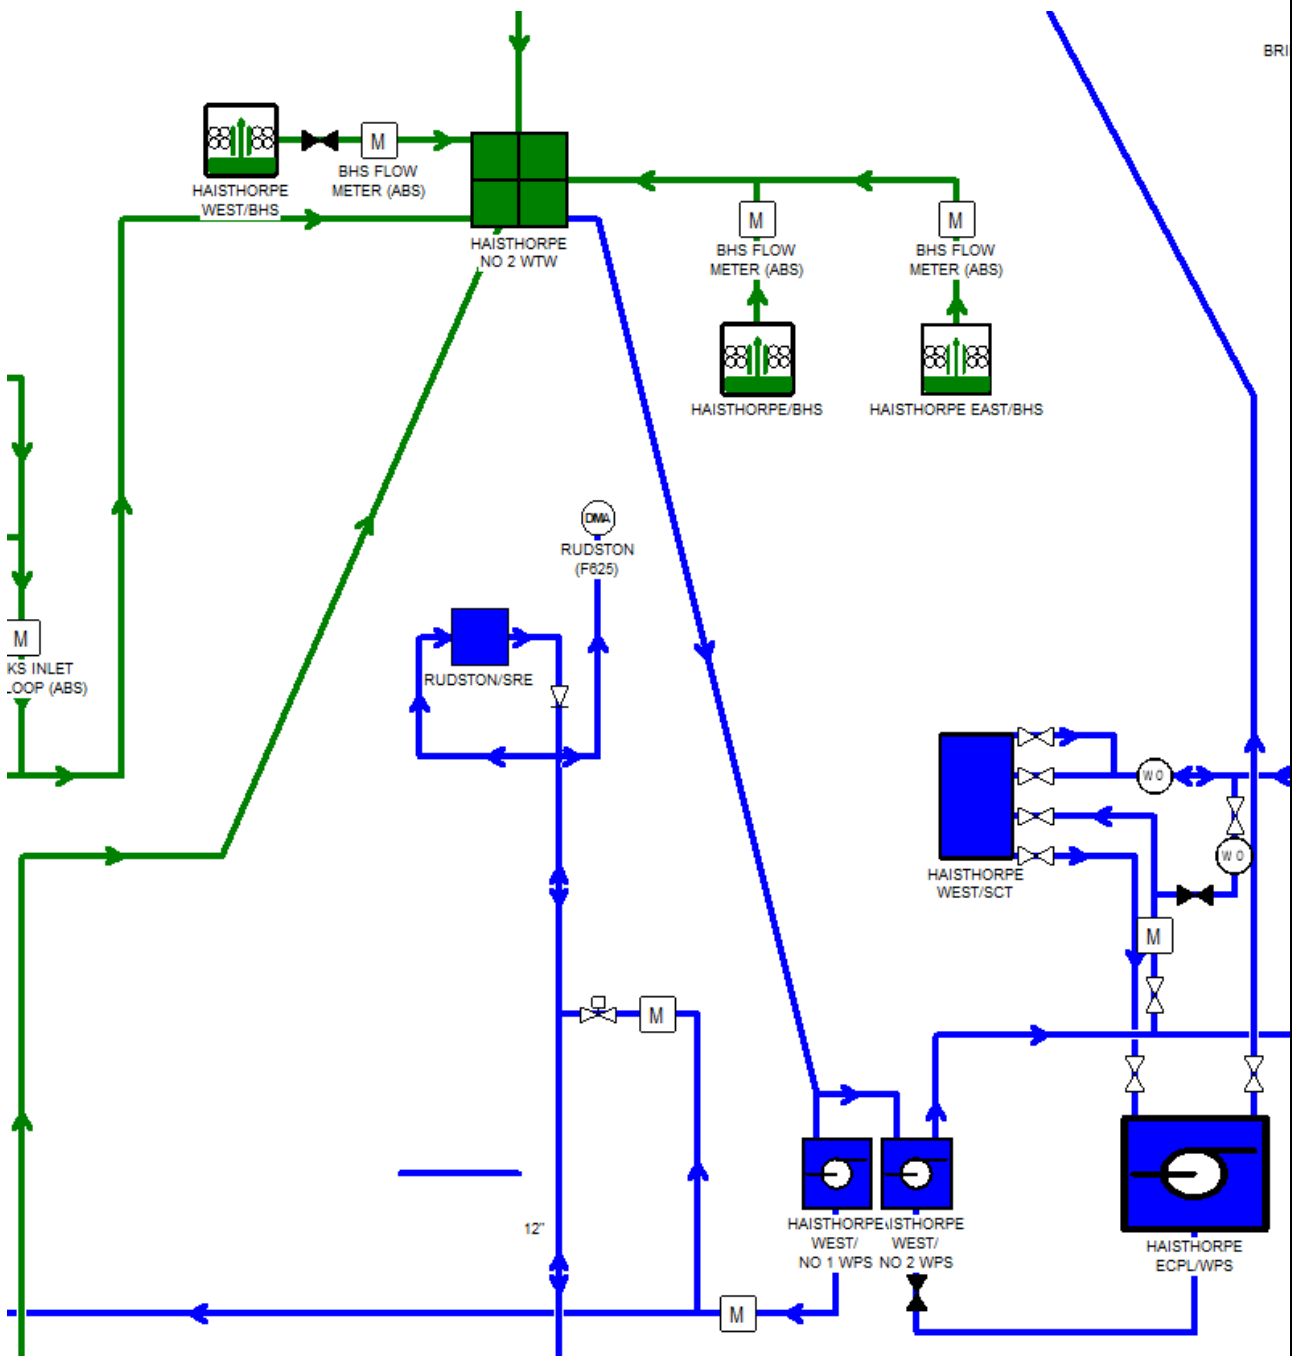 BRI
M
BHS FLOW
METER (ABS)
HAISTHORPE
WEST/BHS
HAISTHORPE
NO 2 WTW
M
BHS FLOW
METER (ABS)
M
BHS FLOW
METER (ABS)
HAISTHORPE/BHS
HAISTHORPE EAST/BHS
DMA
RUDSTON
(F625)
M
KS INLET
LOOP (ABS)
RUDSTON/SRE
W O
W O
HAISTHORPE
WEST/SCT
M
M
12"
HAISTHORPE
WEST/
NO 1 WPS
AISTHORPE
WEST/
NO 2 WPS
HAISTHORPE
ECPL/WPS
M